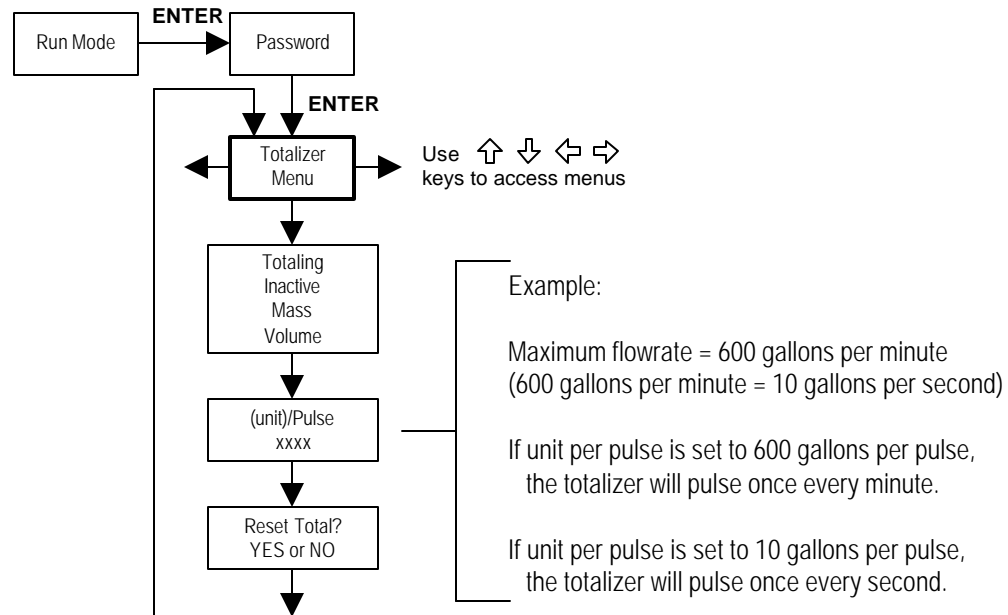 ENTER
Run Mode
Password
ENTER
Totalizer
Menu
Use
keys to access menus
Totaling
Inactive
Mass
Volume
(unit)/Pulse
xxxx
Reset Total?
YES or NO
Example:
Maximum flowrate = 600 gallons per minute
(600 gallons per minute = 10 gallons per second)
If unit per pulse is set to 600 gallons per pulse,
the totalizer will pulse once every minute.
If unit per pulse is set to 10 gallons per pulse,
the totalizer will pulse once every second.